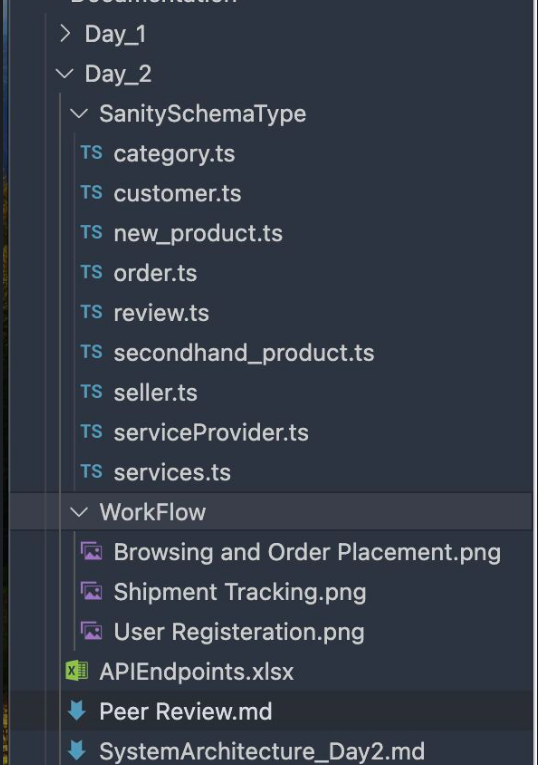 Documentation
Day_1
Day_2
SanitySchemaType
TS category.ts
TS customer.ts
TS new_product.ts
TS order.ts
TS review.ts
TS secondhand_product.ts
TS seller.ts
TS serviceProvider.ts
TS services.ts
WorkFlow
Browsing and Order Placement.png
Shipment Tracking.png
User Registeration.png
APIEndpoints.xlsx
Peer Review.md
SystemArchitecture_Day2.md